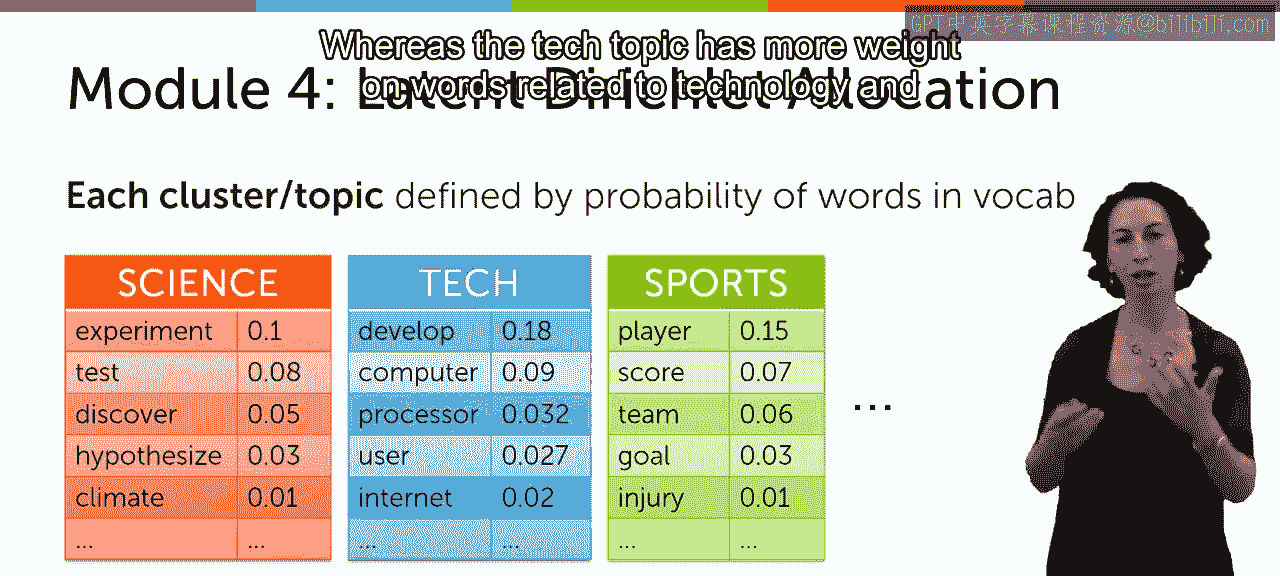 GPT中英字幕课程资源@bilibili.com
Whereas the tech topic has more weight
on words related to technology and
Module 4: Latent Dirichlet Allocation
Each cluster/topic defined by probability of words in vocab
SCIENCE
experiment 0.1
test 0.08
discover 0.05
hypothesize 0.03
climate 0.01
... ...
TECH
develop 0.18
computer 0.09
processor 0.032
user 0.027
internet 0.02
... ...
SPORTS
player 0.15
score 0.07
team 0.06
goal 0.03
injury 0.01
... ...
...